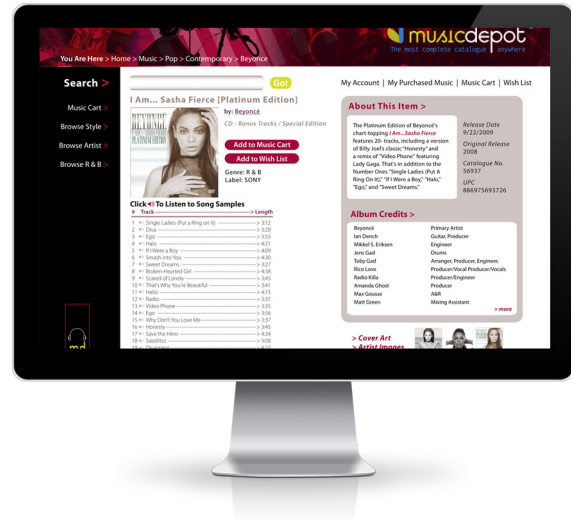 musicdepot
The most complete catalogue | anywhere
You Are Here > Home > Music > Pop > Contemporary > Beyonce
Search >
Music Cart >
Browse Style >
Browse Artist >
Browse R & B >
md
Go!
I Am... Sasha Fierce [Platinum Edition]
BEYONCÉ
PLATINUM EDITION
by: Beyoncé
CD - Bonus Tracks / Special Edition
Add to Music Cart
Add to Wish List
Genre: R & B
Label: SONY
Click To Listen to Song Samples
# Track > Length
1 Single Ladies (Put a Ring on It) > 3:12
2 Diva > 3:20
3 Ego > 3:55
4 Halo > 4:21
5 If I Were a Boy > 4:09
6 Smash into You > 4:30
7 Sweet Dreams > 3:27
8 Broken-Hearted Girl > 4:38
9 Scared of Lonely > 3:43
10 That's Why You're Beautiful > 3:41
11 Hello > 4:15
12 Radio > 3:37
13 Video Phone > 3:35
14 Ego > 3:56
15 Why Don't You Love Me > 3:37
16 Honesty > 3:45
17 Save the Hero > 4:34
18 Satellites > 3:08
My Account | My Purchased Music | Music Cart | Wish List
About This Item >
The Platinum Edition of Beyoncé's
chart-topping I Am...Sasha Fierce
features 20- tracks, including a version
of Billy Joel's classic "Honesty" and
a remix of "Video Phone" featuring
Lady Gaga. That's in addition to the
Number Ones "Single Ladies (Put A
Ring On It)," "If I Were a Boy," "Halo,"
"Ego," and "Sweet Dreams."
Release Date
9/22/2009
Original Release
2008
Catalogue No.
56937
UPC
886975693726
Album Credits >
Beyoncé Primary Artist
Ian Dench Guitar, Producer
Mikkel S. Eriksen Engineer
Jens Gad Drums
Toby Gad Arranger, Producer, Engineer,
Rico Love Producer/Vocal Producer/Vocals
Radio Killa Producer/Engineer
Amanda Ghost Producer
Max Gousse A&R
Matt Green Mixing Assistant
> more
> Cover Art
> Artist Images